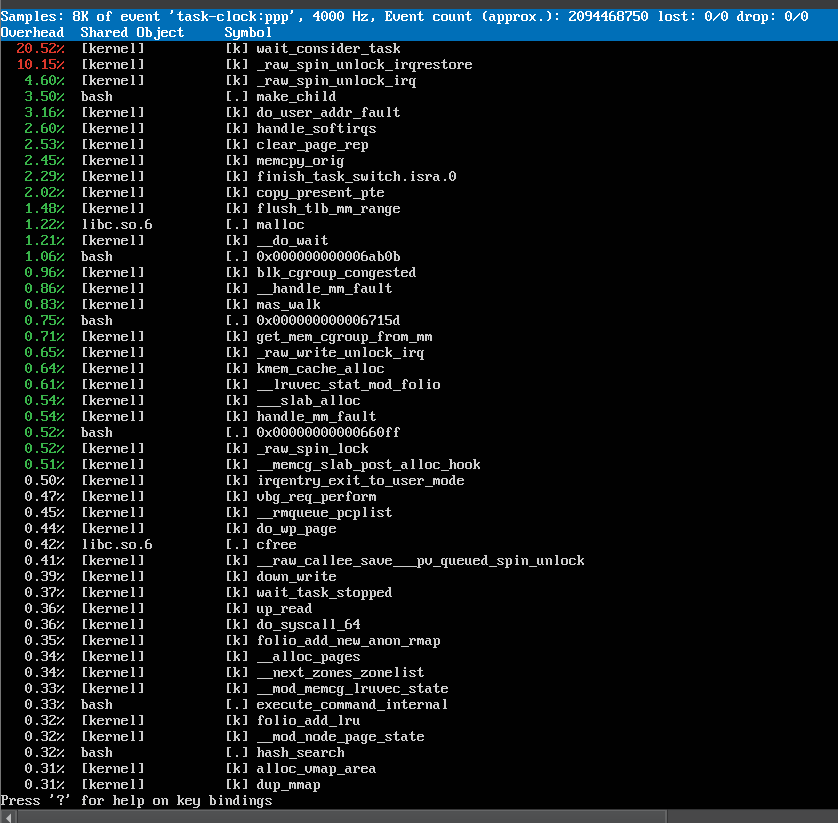 Samples: 8K of event 'task-clock:ppp', 4000 Hz, Event count (approx.): 2094468750 lost: 0/0 drop: 0/0
Overhead  Shared Object     Symbol
  20.52%  [kernel]          [k] wait_consider_task
  10.15%  [kernel]          [k] _raw_spin_unlock_irqrestore
   4.60%  [kernel]          [k] _raw_spin_unlock_irq
   3.50%  bash              [.] make_child
   3.16%  [kernel]          [k] do_user_addr_fault
   2.60%  [kernel]          [k] handle_softirqs
   2.53%  [kernel]          [k] clear_page_rep
   2.45%  [kernel]          [k] memcpy_orig
   2.29%  [kernel]          [k] finish_task_switch.isra.0
   2.02%  [kernel]          [k] copy_present_pte
   1.48%  [kernel]          [k] flush_tlb_mm_range
   1.22%  libc.so.6         [.] malloc
   1.21%  [kernel]          [k] __do_wait
   1.06%  bash              [.] 0x000000000006ab0b
   0.96%  [kernel]          [k] blk_cgroup_congested
   0.86%  [kernel]          [k] __handle_mm_fault
   0.83%  [kernel]          [k] mas_walk
   0.75%  bash              [.] 0x000000000006715d
   0.71%  [kernel]          [k] get_mem_cgroup_from_mm
   0.65%  [kernel]          [k] _raw_write_unlock_irq
   0.64%  [kernel]          [k] kmem_cache_alloc
   0.61%  [kernel]          [k] __lruvec_stat_mod_folio
   0.54%  [kernel]          [k] ___slab_alloc
   0.54%  [kernel]          [k] handle_mm_fault
   0.52%  bash              [.] 0x00000000000660ff
   0.52%  [kernel]          [k] _raw_spin_lock
   0.51%  [kernel]          [k] __memcg_slab_post_alloc_hook
   0.50%  [kernel]          [k] irqentry_exit_to_user_mode
   0.47%  [kernel]          [k] vbg_req_perform
   0.45%  [kernel]          [k] __rmqueue_pcplist
   0.44%  [kernel]          [k] do_wp_page
   0.42%  libc.so.6         [.] cfree
   0.41%  [kernel]          [k] __raw_callee_save___pv_queued_spin_unlock
   0.39%  [kernel]          [k] down_write
   0.37%  [kernel]          [k] wait_task_stopped
   0.36%  [kernel]          [k] up_read
   0.36%  [kernel]          [k] do_syscall_64
   0.35%  [kernel]          [k] folio_add_new_anon_rmap
   0.34%  [kernel]          [k] __alloc_pages
   0.34%  [kernel]          [k] __next_zones_zonelist
   0.33%  [kernel]          [k] __mod_memcg_lruvec_state
   0.33%  bash              [.] execute_command_internal
   0.32%  [kernel]          [k] folio_add_lru
   0.32%  [kernel]          [k] __mod_node_page_state
   0.32%  bash              [.] hash_search
   0.31%  [kernel]          [k] alloc_vmap_area
   0.31%  [kernel]          [k] dup_mmap
Press '?' for help on key bindings